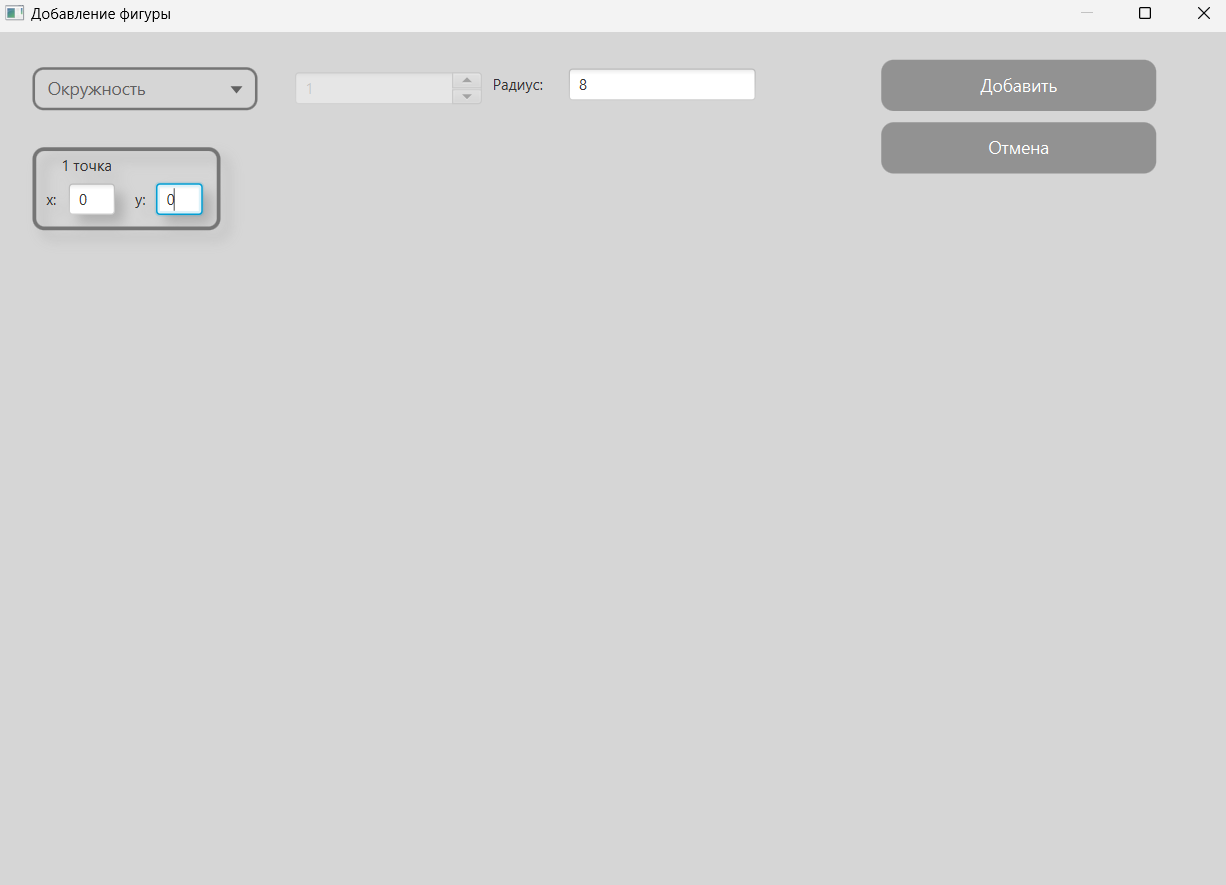 Добавление фигуры
Окружность
1
Радиус:
8
Добавить
Отмена
1 точка
x: 0 y: 0